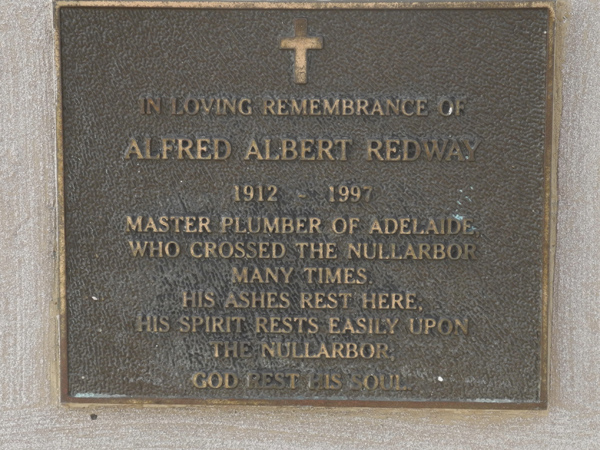 IN LOVING REMEMBRANCE OF
ALFRED ALBERT REDWAY
1912 - 1997
MASTER PLUMBER OF ADELAIDE
WHO CROSSED THE NULLARBOR
MANY TIMES
HIS ASHES REST HERE,
HIS SPIRIT RESTS EASILY UPON
THE NULLARBOR,
GOD REST HIS SOUL.